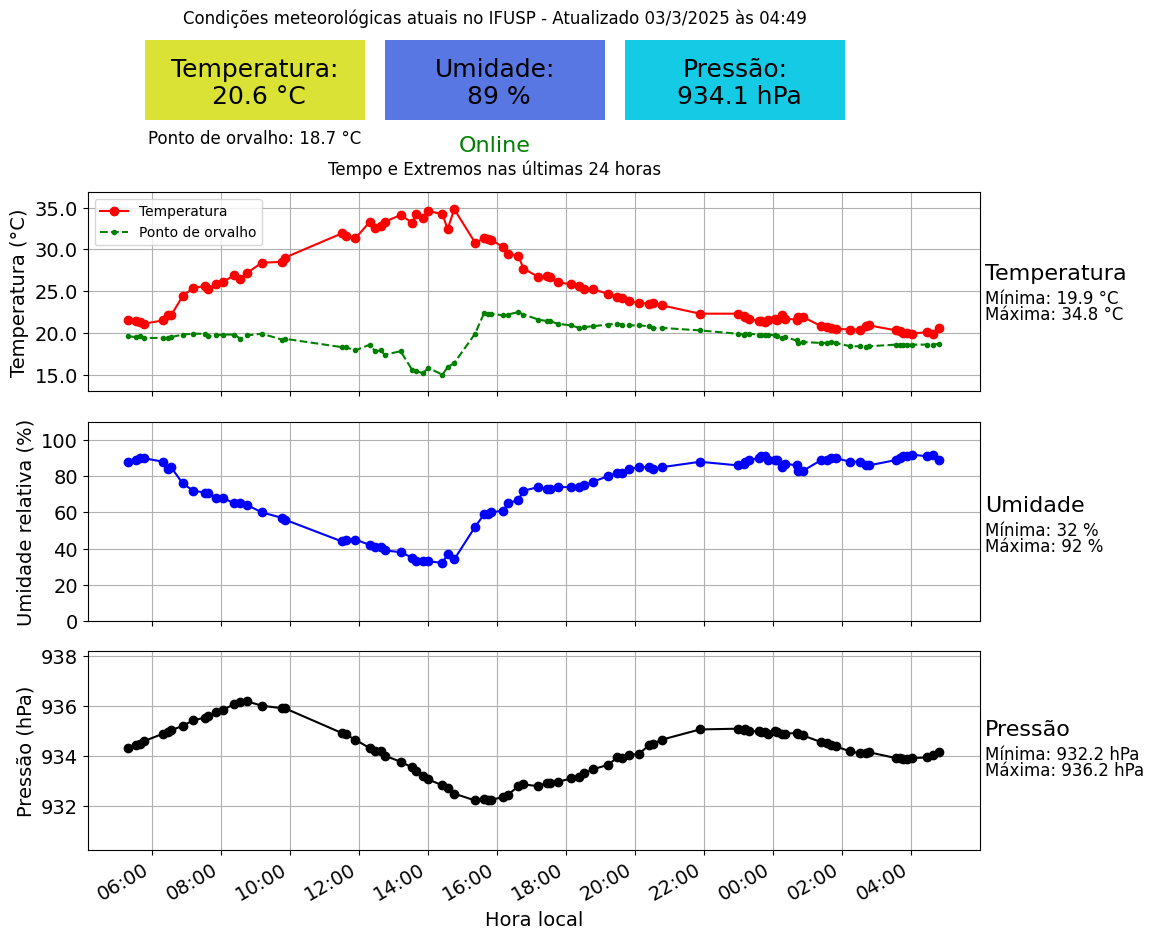 Condições meteorológicas atuais no IFUSP - Atualizado 03/3/2025 às 04:49
Temperatura:
20.6 °C
Umidade:
89 %
Pressão:
934.1 hPa
Ponto de orvalho: 18.7 °C
Online
Tempo e Extremos nas últimas 24 horas
Temperatura (°C)
35.0
30.0
25.0
20.0
15.0
Temperatura
Ponto de orvalho
Temperatura
Mínima: 19.9 °C
Máxima: 34.8 °C
Umidade relativa (%)
100
80
60
40
20
0
Umidade
Mínima: 32 %
Máxima: 92 %
Pressão (hPa)
938
936
934
932
Pressão
Mínima: 932.2 hPa
Máxima: 936.2 hPa
06:00 08:00 10:00 12:00 14:00 16:00 18:00 20:00 22:00 00:00 02:00 04:00
Hora local